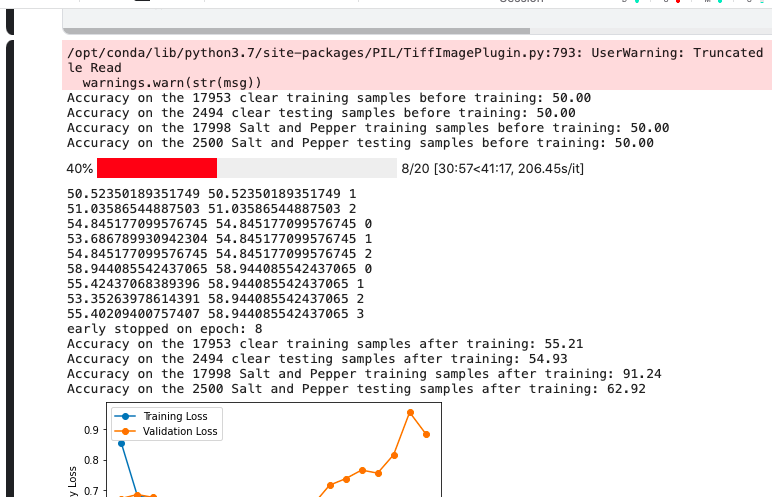 /opt/conda/lib/python3.7/site-packages/PIL/TiffImagePlugin.py:793: UserWarning: Truncated
le Read
warnings.warn(str(msg))
Accuracy on the 17953 clear training samples before training: 50.00
Accuracy on the 2494 clear testing samples before training: 50.00
Accuracy on the 17998 Salt and Pepper training samples before training: 50.00
Accuracy on the 2500 Salt and Pepper testing samples before training: 50.00
40% 8/20 [30:57<41:17, 206.45s/it]
50.52350189351749 50.52350189351749 1
51.03586544887503 51.03586544887503 2
54.845177099576745 54.845177099576745 0
53.686789930942304 54.845177099576745 1
54.845177099576745 54.845177099576745 2
58.944085542437065 58.944085542437065 0
55.42437068389396 58.944085542437065 1
53.35263978614391 58.944085542437065 2
55.40209400757407 58.944085542437065 3
early stopped on epoch: 8
Accuracy on the 17953 clear training samples after training: 55.21
Accuracy on the 2494 clear testing samples after training: 54.93
Accuracy on the 17998 Salt and Pepper training samples after training: 91.24
Accuracy on the 2500 Salt and Pepper testing samples after training: 62.92
Training Loss
Validation Loss
0.9
0.8
0.7
y Loss